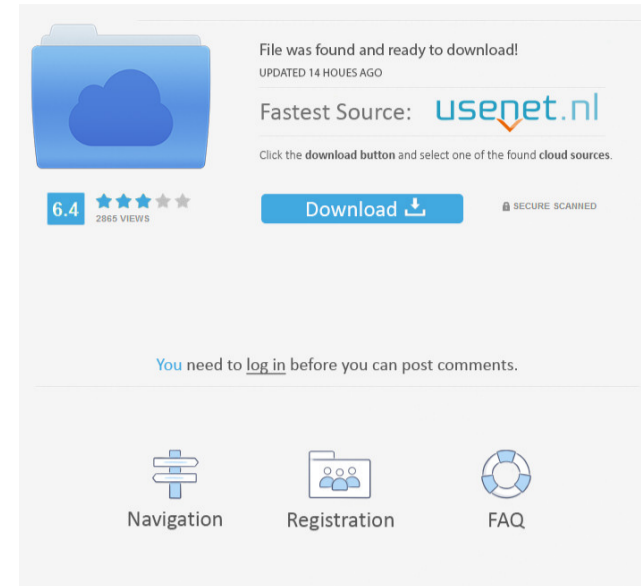 File was found and ready to download!
UPDATED 14 HOUES AGO
Fastest Source: usenet.nl
Click the download button and select one of the found cloud sources.
6.4
2865 VIEWS
Download
SECURE SCANNED
You need to log in before you can post comments.
Navigation
Registration
FAQ